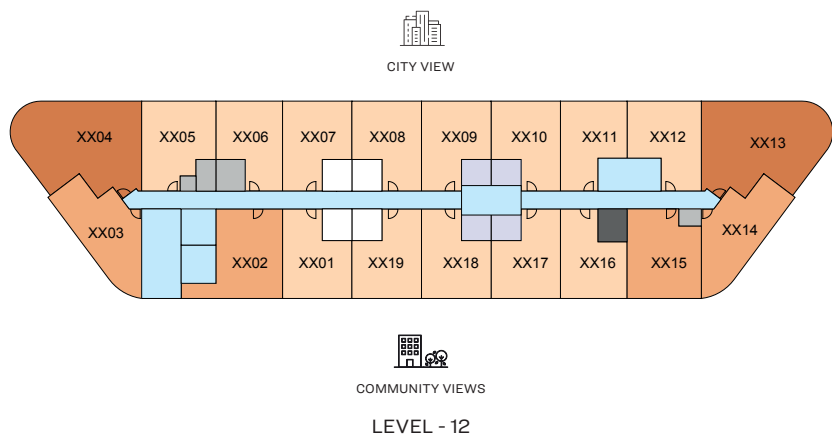 CITY VIEW
XX04
XX05
XX06
XX07
XX08
XX09
XX10
XX11
XX12
XX13
XX03
XX02
XX01
XX19
XX18
XX17
XX16
XX15
XX14
COMMUNITY VIEWS
LEVEL - 12